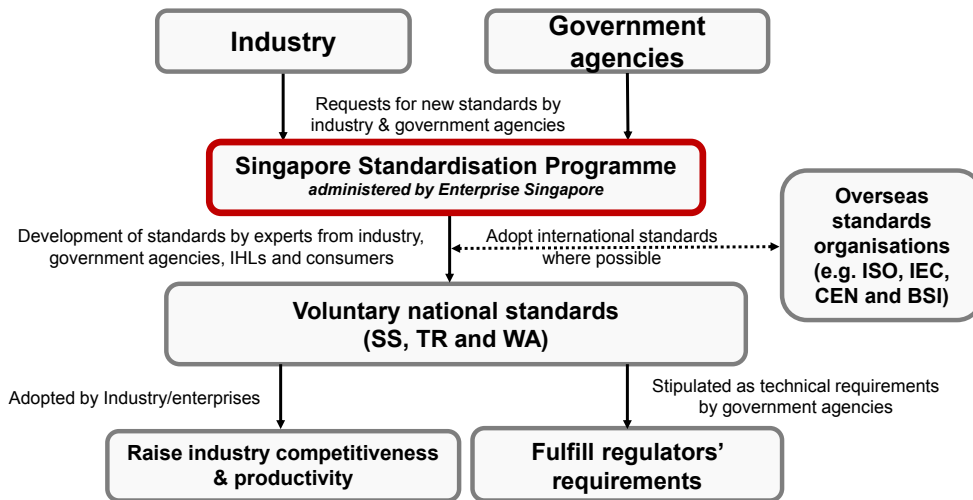 Industry
Government
agencies
Requests for new standards by
industry & government agencies
Singapore Standardisation Programme
administered by Enterprise Singapore
Development of standards by experts from industry,
government agencies, IHLs and consumers
Adopt international standards
where possible
Overseas
standards
organisations
(e.g. ISO, IEC,
CEN and BSI)
Voluntary national standards
(SS, TR and WA)
Adopted by Industry/enterprises
Stipulated as technical requirements
by government agencies
Raise industry competitiveness
& productivity
Fulfill regulators’
requirements